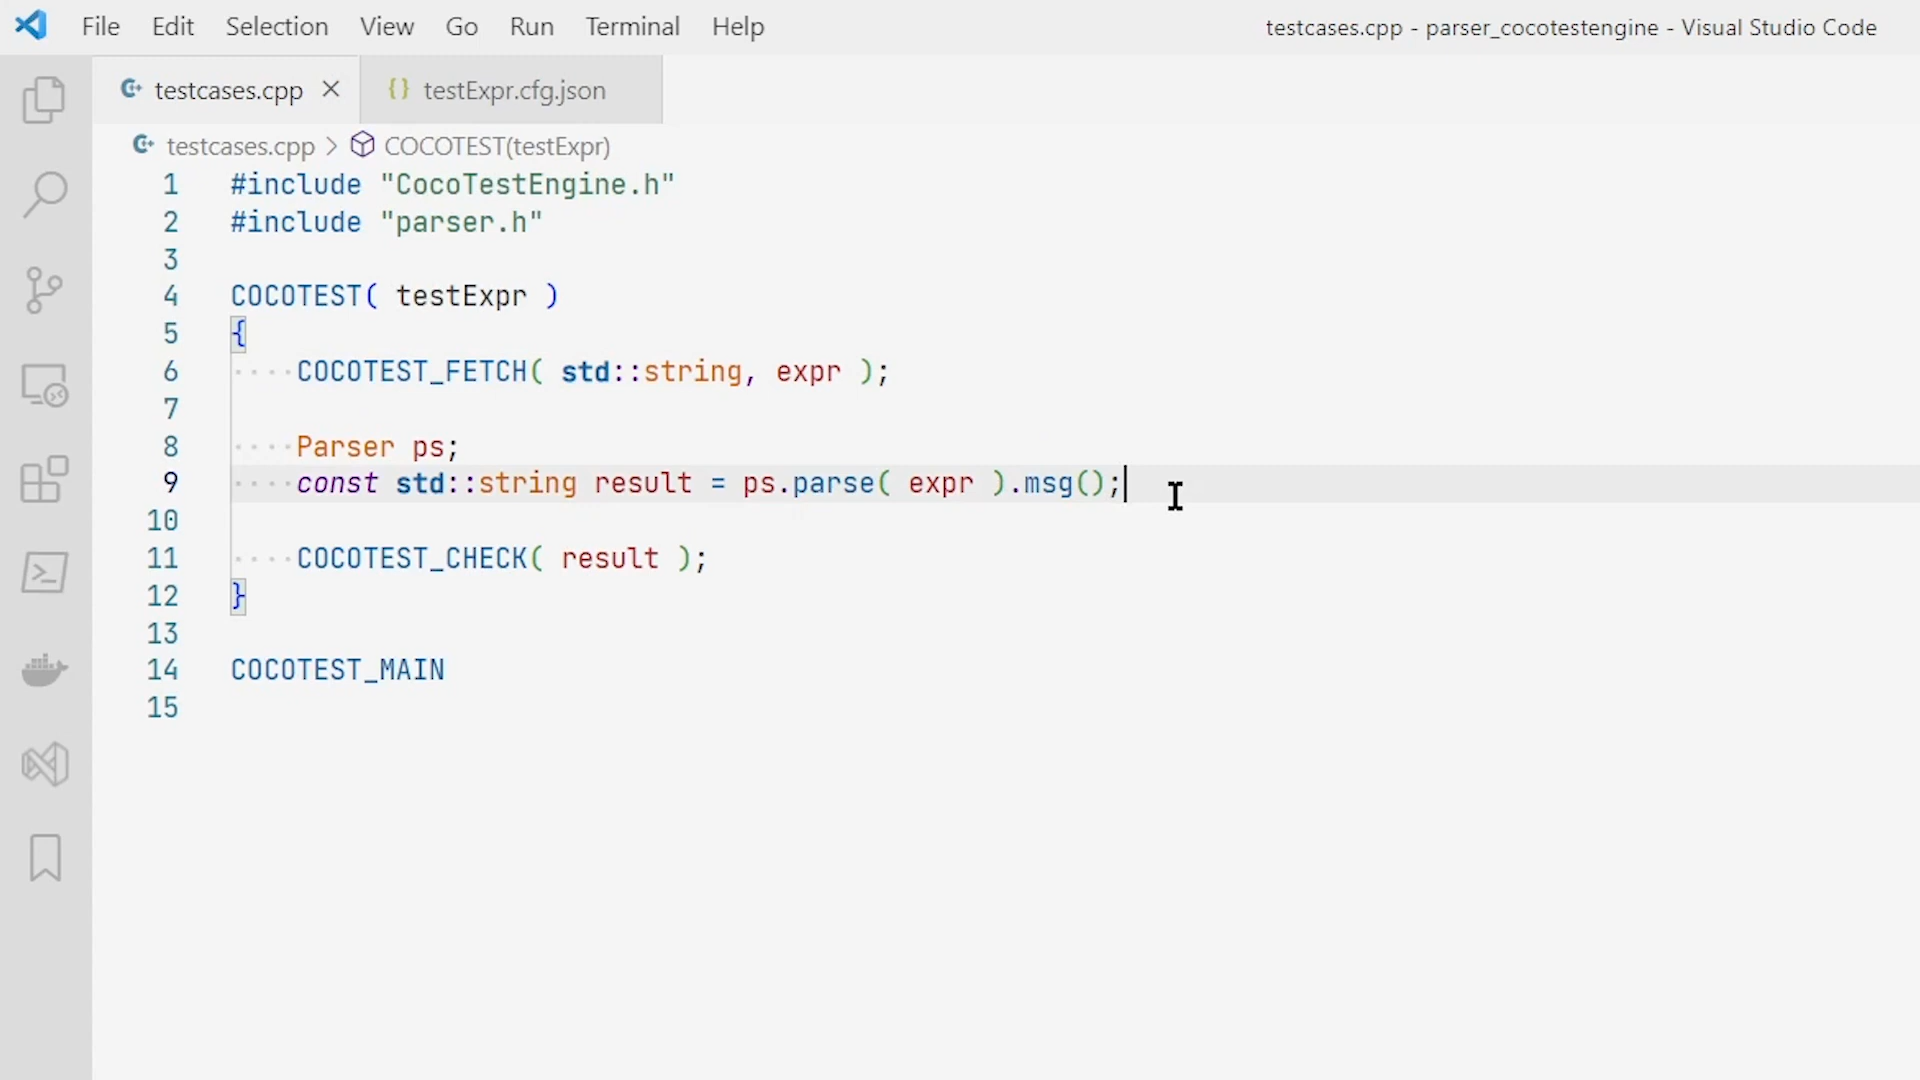 File Edit Selection View Go Run Terminal Help testcases.cpp - parser_cocotestengine - Visual Studio Code
testcases.cpp testExpr.cfg.json
testcases.cpp > COCOTEST(testExpr)
1 #include "CocoTestEngine.h"
2 #include "parser.h"
3
4 COCOTEST( testExpr )
5 {
6 ····COCOTEST_FETCH( std::string, expr );
7
8 ····Parser ps;
9 ····const std::string result = ps.parse( expr ).msg();
10
11 ····COCOTEST_CHECK( result );
12 }
13
14 COCOTEST_MAIN
15